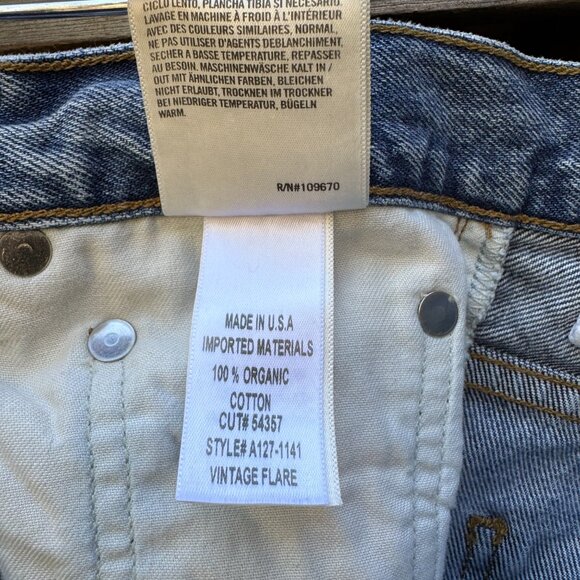 CICLO LENTO, PLANCHA TIBIA SI NECESARIO.
LAVAGE EN MACHINE À FROID À L'INTÉRIEUR
AVEC DES COULEURS SIMILAIRES, NORMAL,
NE PAS UTILISER D'AGENTS DEBLANCHIMENT,
SECHER A BASSE TEMPERATURE, REPASSER
AU BESOIN. MASCHINENWÄSCHE KALT IN /
OUT MIT ÄHNLICHEN FARBEN, BLEICHEN
NICHT ERLAUBT, TROCKNEN IM TROCKNER
BEI NIEDRIGER TEMPERATUR, BÜGELN
WARM.
R/N#109670
MADE IN U.S.A
IMPORTED MATERIALS
100 % ORGANIC
COTTON
CUT# 54357
STYLE# A127-1141
VINTAGE FLARE